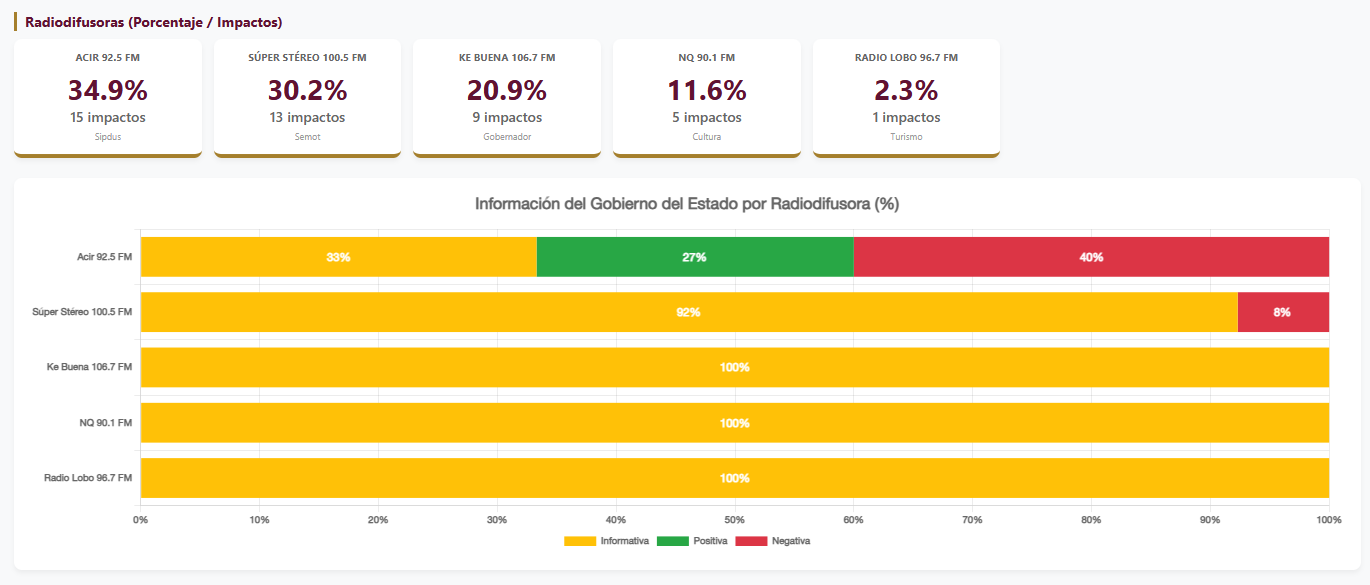 Radiodifusoras (Porcentaje / Impactos)
ACIR 92.5 FM
34.9%
15 impactos
Sipdus
SÚPER STÉREO 100.5 FM
30.2%
13 impactos
Semot
KE BUENA 106.7 FM
20.9%
9 impactos
Gobernador
NQ 90.1 FM
11.6%
5 impactos
Cultura
RADIO LOBO 96.7 FM
2.3%
1 impactos
Turismo
Información del Gobierno del Estado por Radiodifusora (%)
Acir 92.5 FM 33% 27% 40%
Súper Stéreo 100.5 FM 92% 8%
Ke Buena 106.7 FM 100%
NQ 90.1 FM 100%
Radio Lobo 96.7 FM 100%
0% 10% 20% 30% 40% 50% 60% 70% 80% 90% 100%
Informativa Positiva Negativa